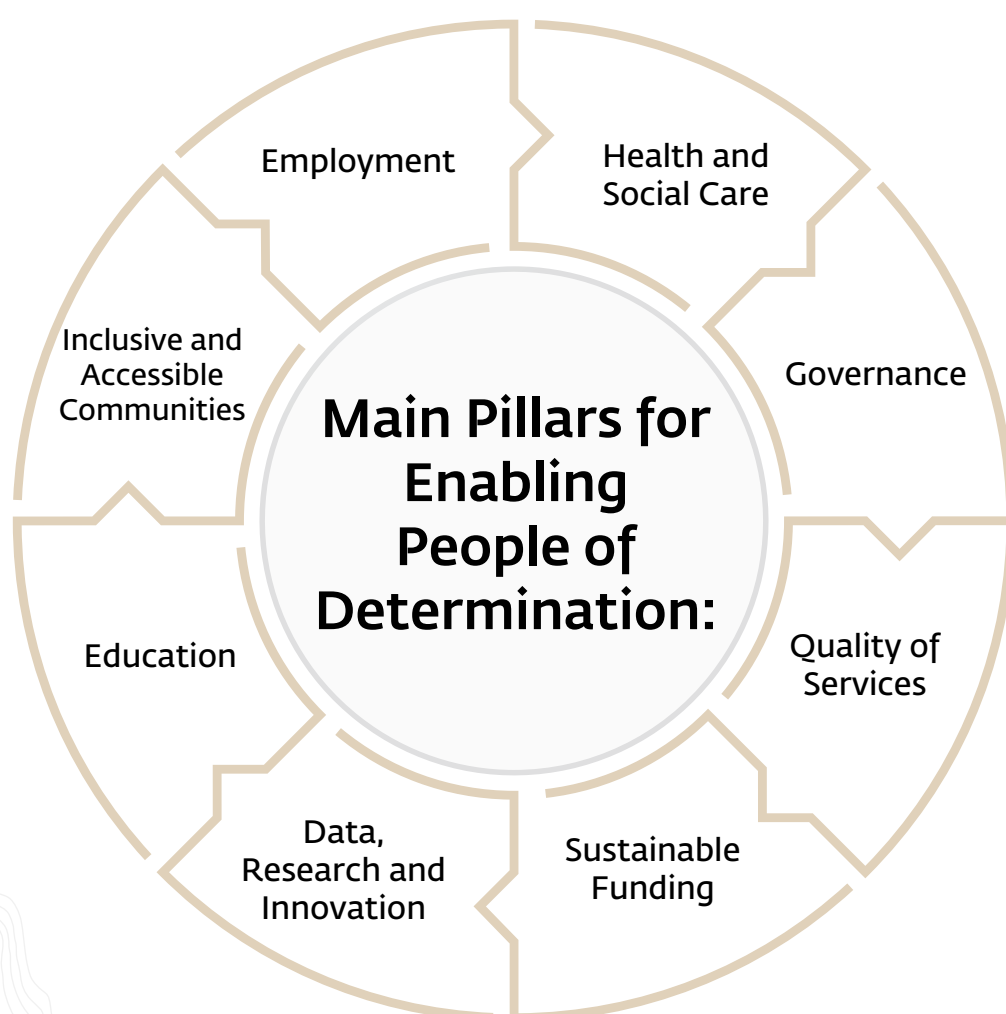 Main Pillars for
Enabling
People of
Determination:
Health and
Social Care
Governance
Quality of
Services
Sustainable
Funding
Data,
Research and
Innovation
Education
Inclusive and
Accessible
Communities
Employment